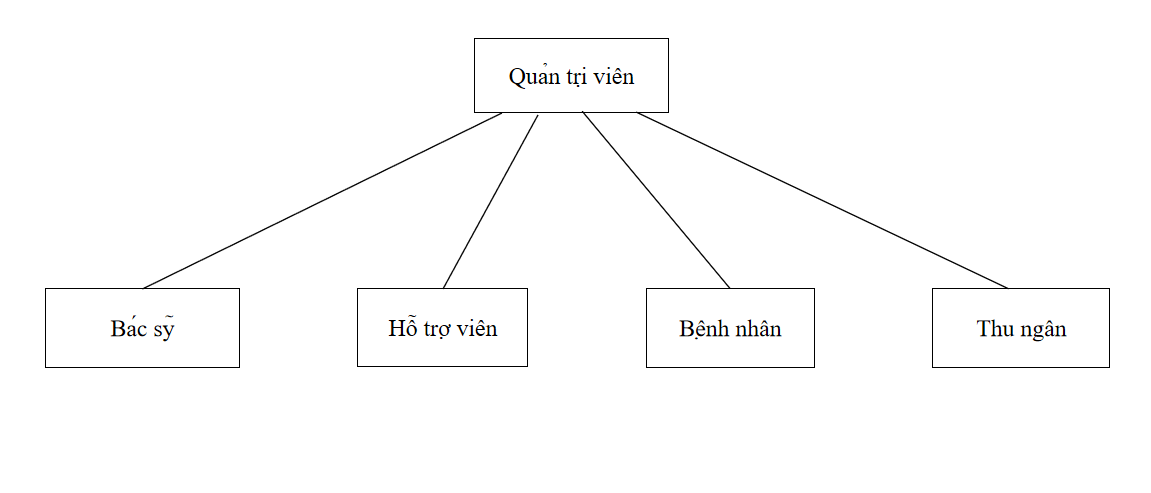 Quản trị viên
Bác sỹ
Hỗ trợ viên
Bệnh nhân
Thu ngân